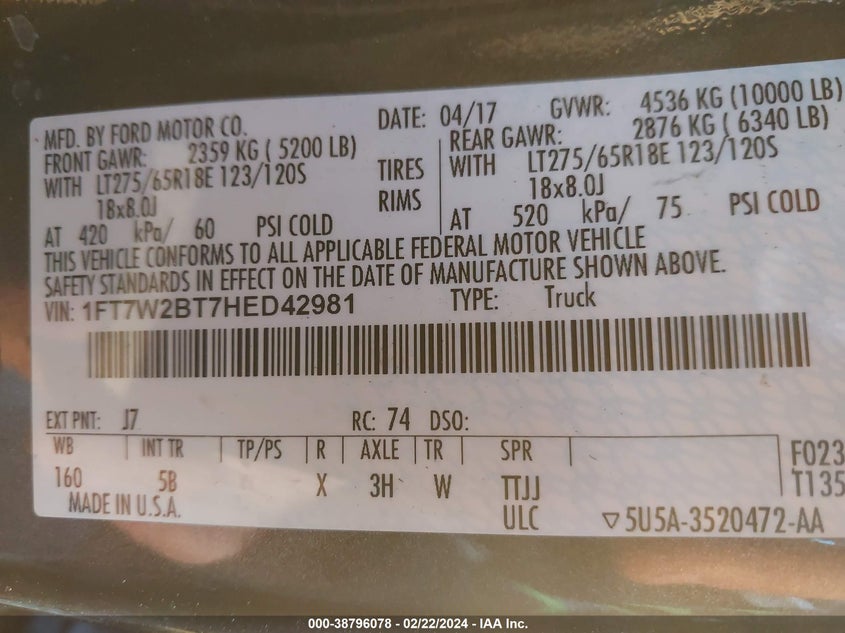 MFD. BY FORD MOTOR CO.
DATE: 04/17 GVWR: 4536 KG (10000 LB)
FRONT GAWR: 2359 KG ( 5200 LB) REAR GAWR: 2876 KG ( 6340 LB)
WITH LT275/65R18E 123/120S TIRES WITH LT275/65R18E 123/120S
18x8.0J RIMS 18x8.0J
AT 420 kPa/ 60 PSI COLD AT 520 kPa/ 75 PSI COLD
THIS VEHICLE CONFORMS TO ALL APPLICABLE FEDERAL MOTOR VEHICLE
SAFETY STANDARDS IN EFFECT ON THE DATE OF MANUFACTURE SHOWN ABOVE.
VIN: 1FT7W2BT7HED42981 TYPE: Truck
EXT PNT: J7 RC: 74 DSO:
WB INT TR TP/PS R AXLE TR SPR F023
160 5B X 3H W TTJJ T135
MADE IN U.S.A. ULC ▽5U5A-3520472-AA
000-38796078 - 02/22/2024 - IAA Inc.